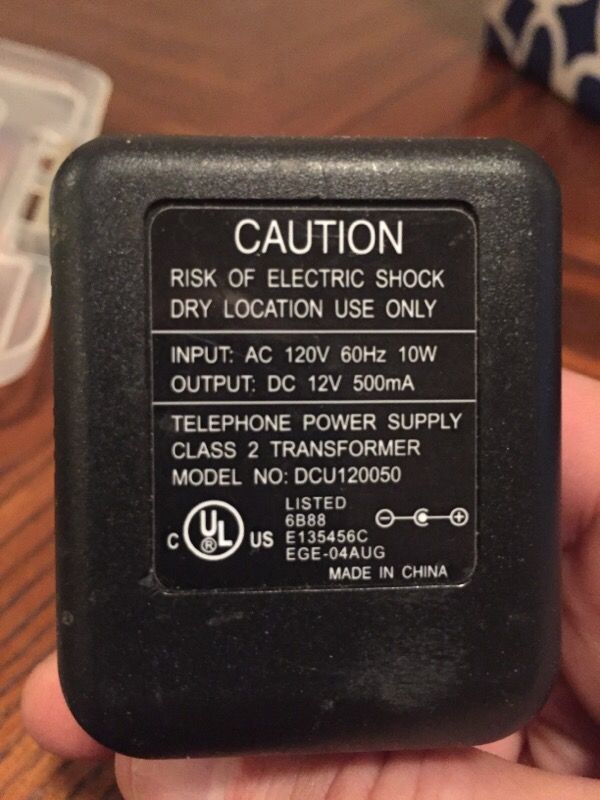 CAUTION
RISK OF ELECTRIC SHOCK
DRY LOCATION USE ONLY
INPUT: AC 120V 60Hz 10W
OUTPUT: DC 12V 500mA
TELEPHONE POWER SUPPLY
CLASS 2 TRANSFORMER
MODEL NO: DCU120050
C UL ® US
LISTED
6B88
E135456C
EGE-04AUG
MADE IN CHINA